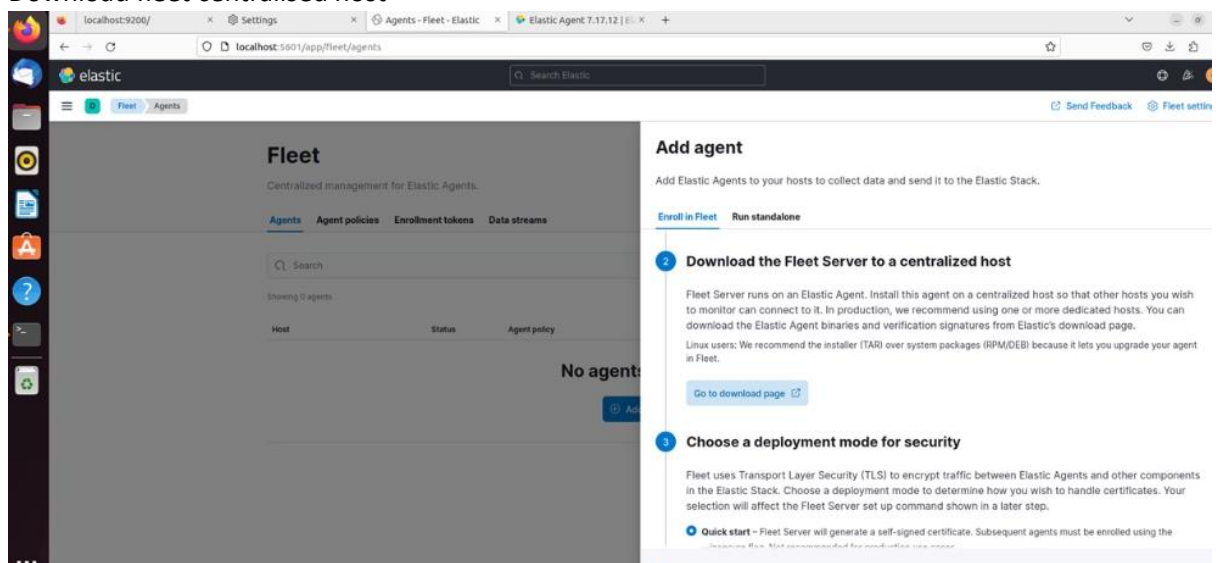 Download fleet centralised host
localhost:9200/
Settings
Agents - Fleet - Elastic
Elastic Agent 7.17.12 |
localhost:5601/app/fleet/agents
elastic
Search Elastic
D
Fleet
Agents
Send Feedback
Fleet
Fleet
Centralized management for Elastic Agents.
Agents
Agent policies
Enrollment tokens
Data streams
Search
Showing 0 agents
Host
Status
Agent policy
No
Add agent
Add Elastic Agents to your hosts to collect data and send it to the Elastic Stack.
Enroll in Fleet
Run standalone
2
Download the Fleet Server to a centralized host
Fleet Server runs on an Elastic Agent. Install this agent on a centralized host so that other hosts you wish
to monitor can connect to it. In production, we recommend using one or more dedicated hosts. You can
download the Elastic Agent binaries and verification signatures from Elastic's download page.
Linux users: We recommend the installer (TAR) over system packages (RPM/DEB) because it lets you upgrade your agent
in Fleet.
Go to download page
3
Choose a deployment mode for security
Fleet uses Transport Layer Security (TLS) to encrypt traffic between Elastic Agents and other components
in the Elastic Stack. Choose a deployment mode to determine how you wish to handle certificates. Your
selection will affect the Fleet Server set up command shown in a later step.
Quick start – Fleet Server will generate a self-signed certificate. Subsequent agents must be enrolled using the